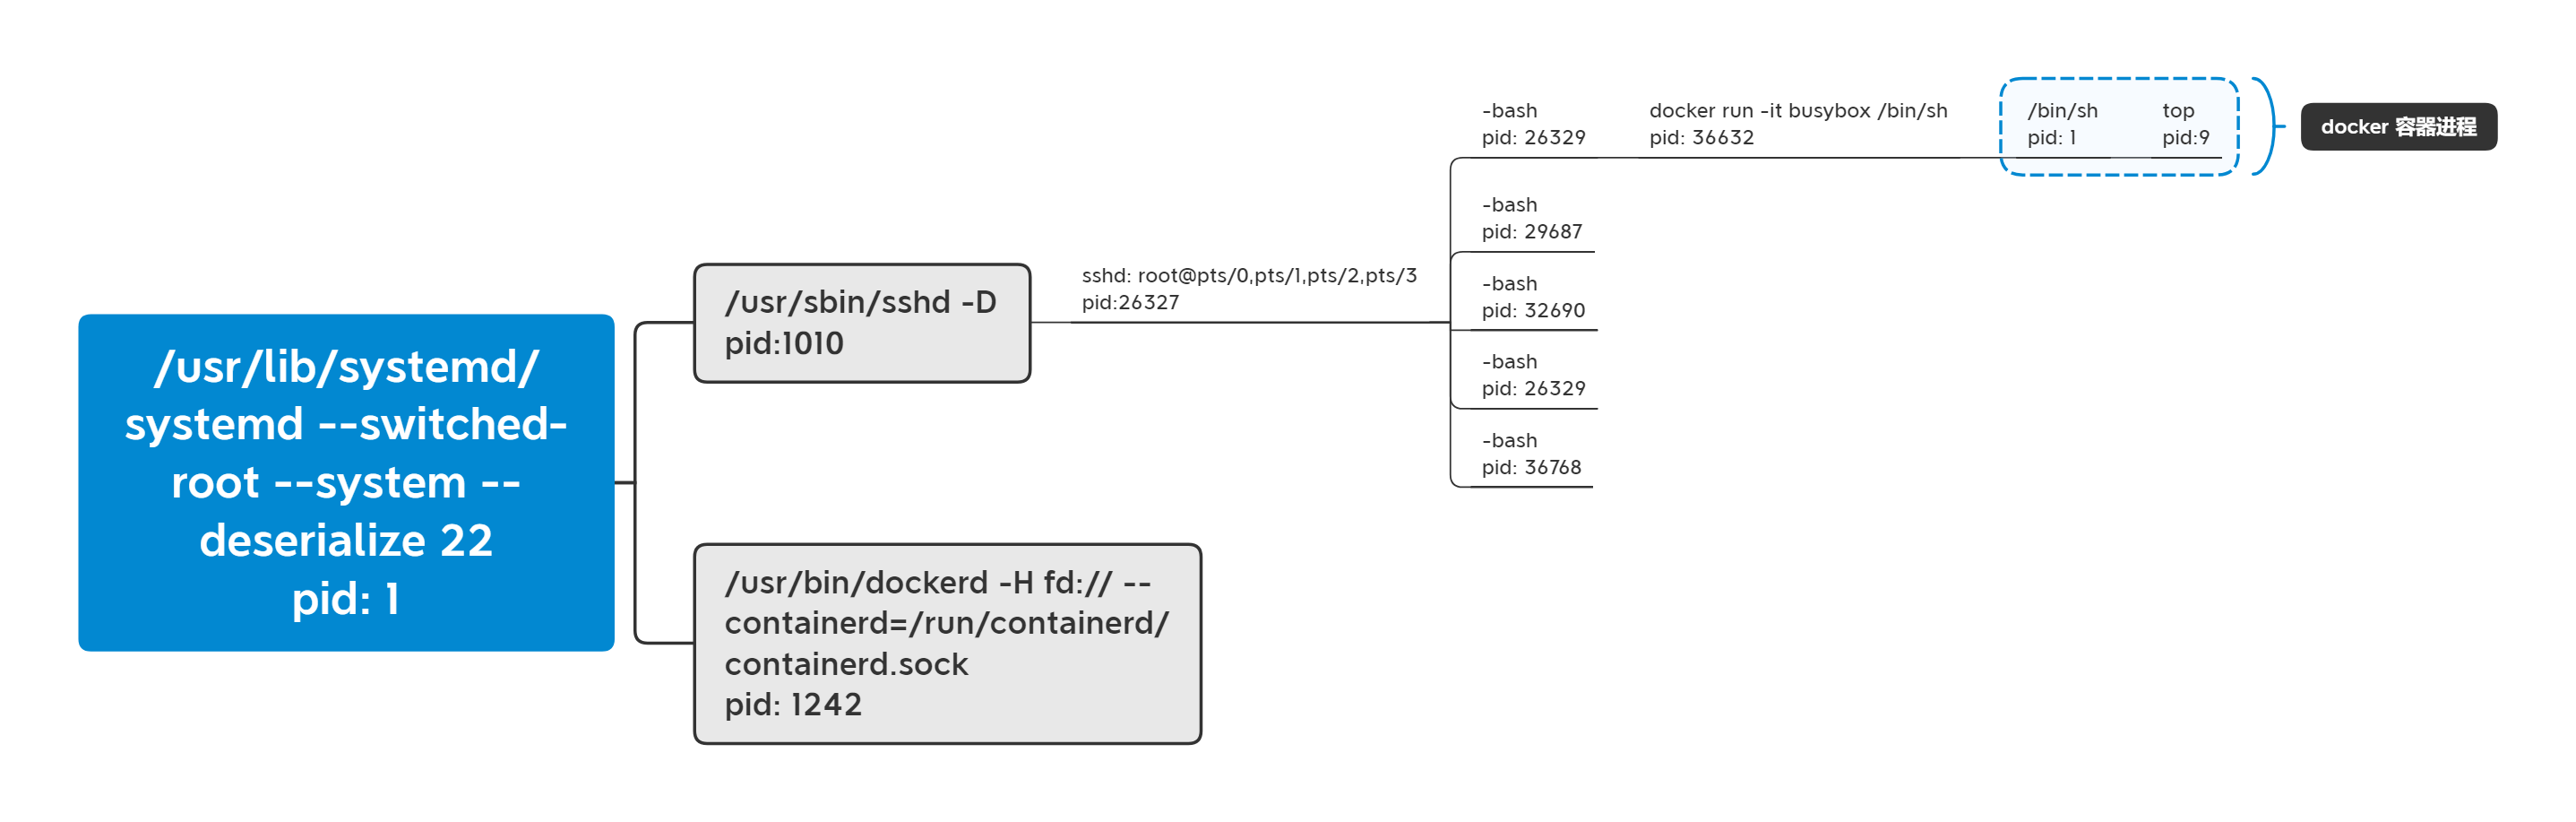 /usr/lib/systemd/
systemd --switched-
root --system --
deserialize 22
pid: 1
/usr/sbin/sshd -D
pid:1010
sshd: root@pts/0,pts/1,pts/2,pts/3
pid:26327
-bash
pid: 26329
docker run -it busybox /bin/sh
pid: 36632
/bin/sh
pid: 1
top
pid:9
docker 容器进程
-bash
pid: 29687
-bash
pid: 32690
-bash
pid: 26329
-bash
pid: 36768
/usr/bin/dockerd -H fd:// --
containerd=/run/containerd/
containerd.sock
pid: 1242